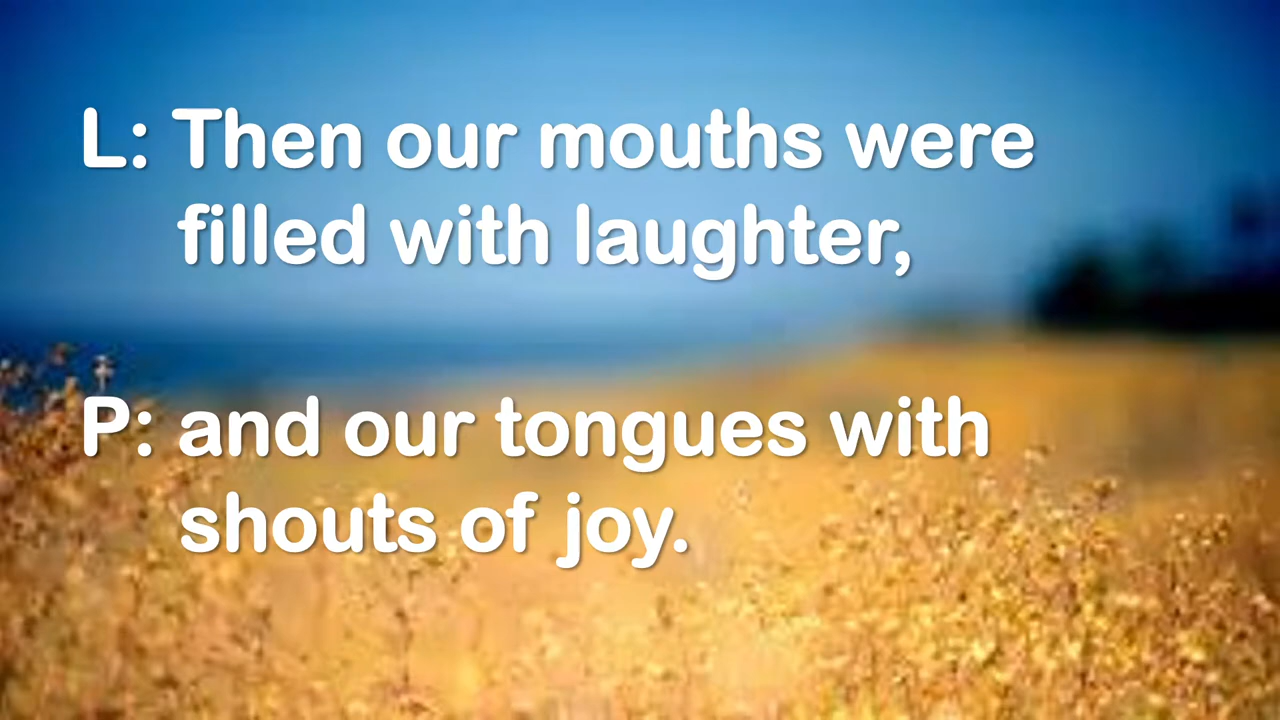 L: Then our mouths were
filled with laughter,
P: and our tongues with
shouts of joy.